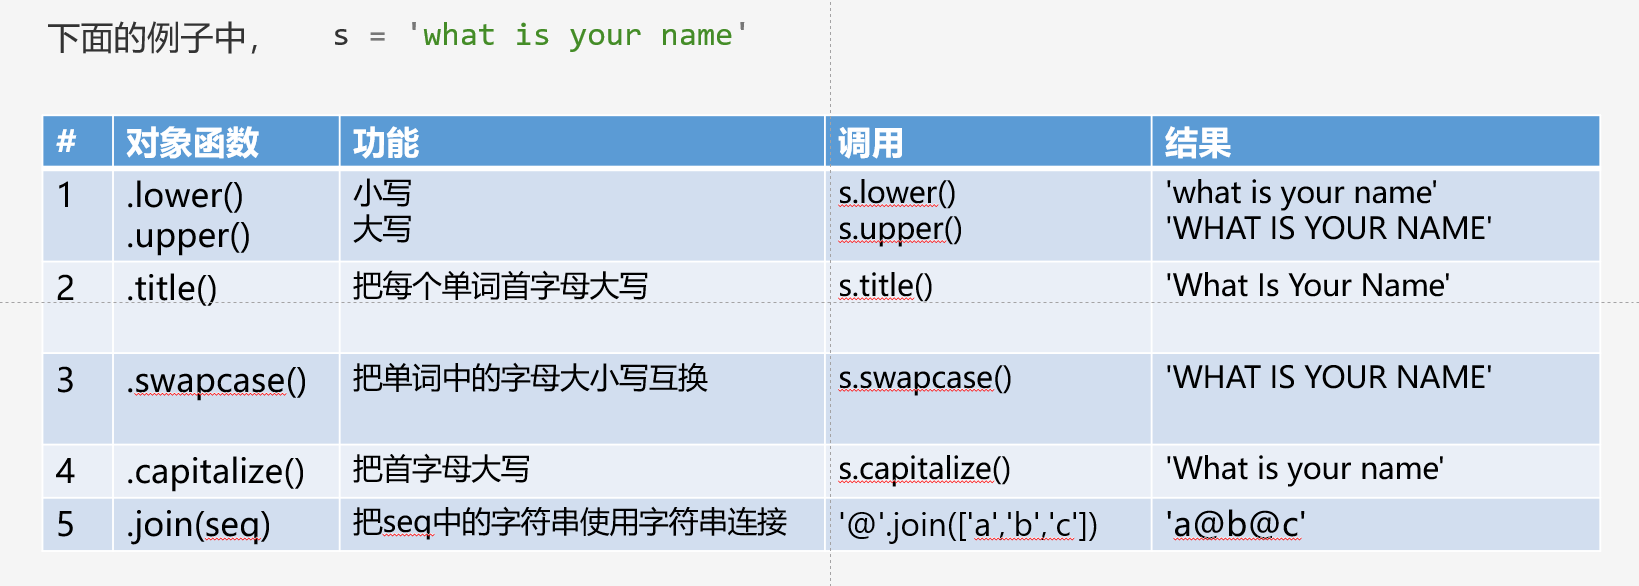 下面的例子中， s = 'what is your name'
# 对象函数 功能 调用 结果
1 .lower() 小写 s.lower() 'what is your name'
.upper() 大写 s.upper() 'WHAT IS YOUR NAME'
2 .title() 把每个单词首字母大写 s.title() 'What Is Your Name'
3 .swapcase() 把单词中的字母大小写互换 s.swapcase() 'WHAT IS YOUR NAME'
4 .capitalize() 把首字母大写 s.capitalize() 'What is your name'
5 .join(seq) 把seq中的字符串使用字符串连接 '@'.join(['a','b','c']) 'a@b@c'